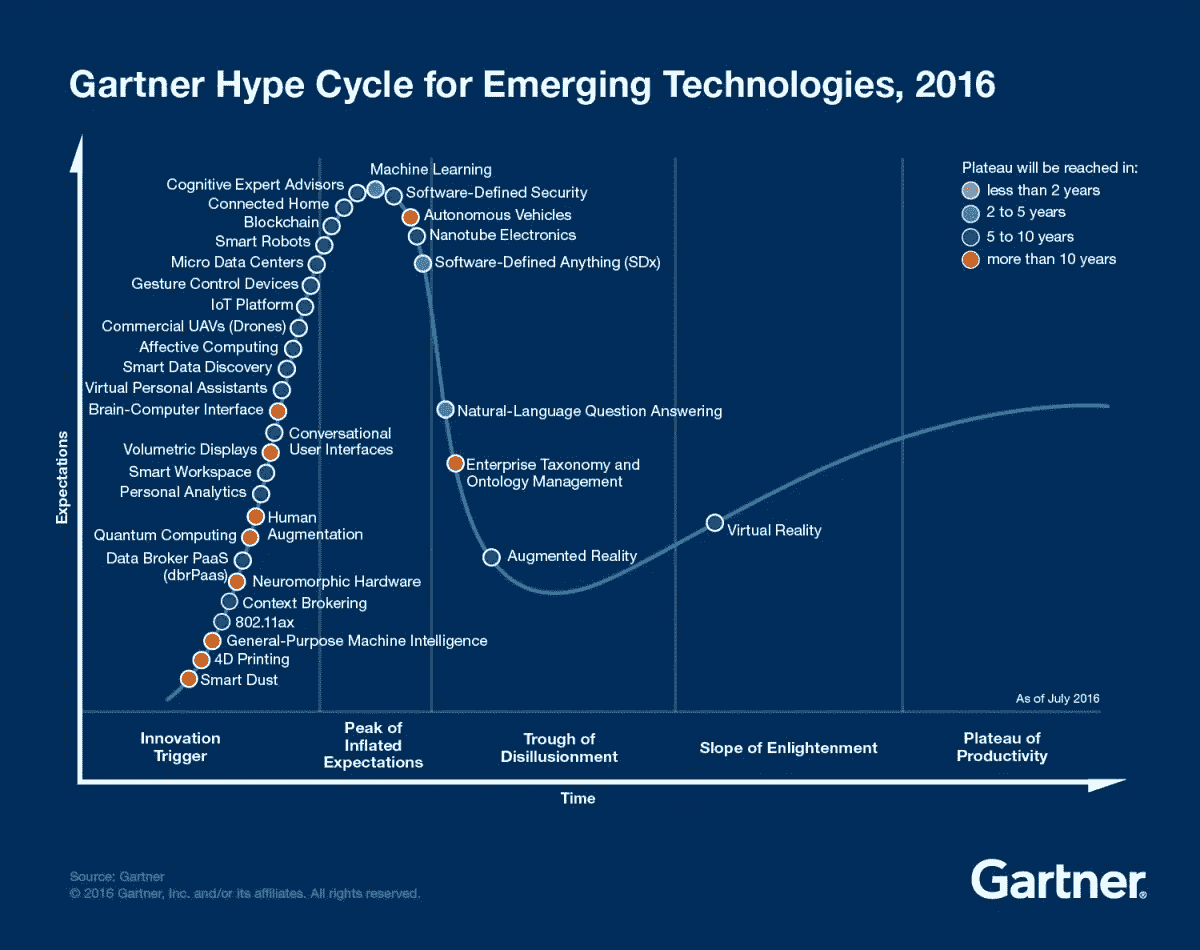 Gartner Hype Cycle for Emerging Technologies, 2016
Plateau will be reached in:
less than 2 years
2 to 5 years
5 to 10 years
more than 10 years
Expectations
Machine Learning
Cognitive Expert Advisors
Software-Defined Security
Connected Home
Autonomous Vehicles
Blockchain
Nanotube Electronics
Smart Robots
Micro Data Centers
Software-Defined Anything (SDx)
Gesture Control Devices
IoT Platform
Commercial UAVs (Drones)
Affective Computing
Smart Data Discovery
Virtual Personal Assistants
Brain-Computer Interface
Natural-Language Question Answering
Conversational
User Interfaces
Volumetric Displays
Enterprise Taxonomy and
Ontology Management
Smart Workspace
Personal Analytics
Human
Augmentation
Quantum Computing
Virtual Reality
Data Broker PaaS
(dbrPaas)
Augmented Reality
Neuromorphic Hardware
Context Brokering
802.11ax
General-Purpose Machine Intelligence
4D Printing
Smart Dust
As of July 2016
Innovation
Trigger
Peak of
Inflated
Expectations
Trough of
Disillusionment
Slope of Enlightenment
Plateau of
Productivity
Time
Source: Gartner
© 2016 Gartner, Inc. and/or its affiliates. All rights reserved.
Gartner®